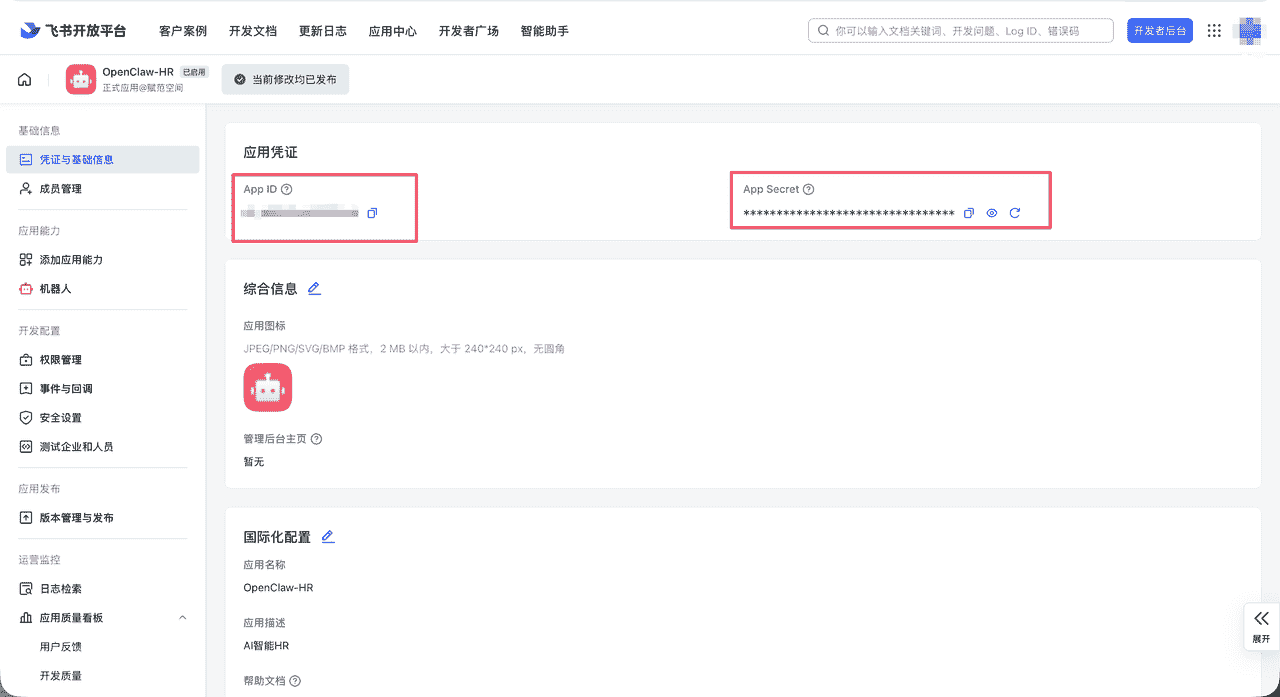 飞书开放平台 客户案例 开发文档 更新日志 应用中心 开发者广场 智能助手 你可以输入文档关键词、开发问题、Log ID、错误码 开发者后台
OpenClaw-HR 已启用
正式应用@赋范空间
当前修改均已发布
基础信息
凭证与基础信息
成员管理
应用能力
添加应用能力
机器人
开发配置
权限管理
事件与回调
安全设置
测试企业和人员
应用发布
版本管理与发布
运营监控
日志检索
应用质量看板
用户反馈
开发质量
应用凭证
App ID
App Secret
********************************
综合信息
应用图标
JPEG/PNG/SVG/BMP 格式，2 MB 以内，大于 240*240 px，无圆角
管理后台主页
暂无
国际化配置
应用名称
OpenClaw-HR
应用描述
AI智能HR
帮助文档
展开